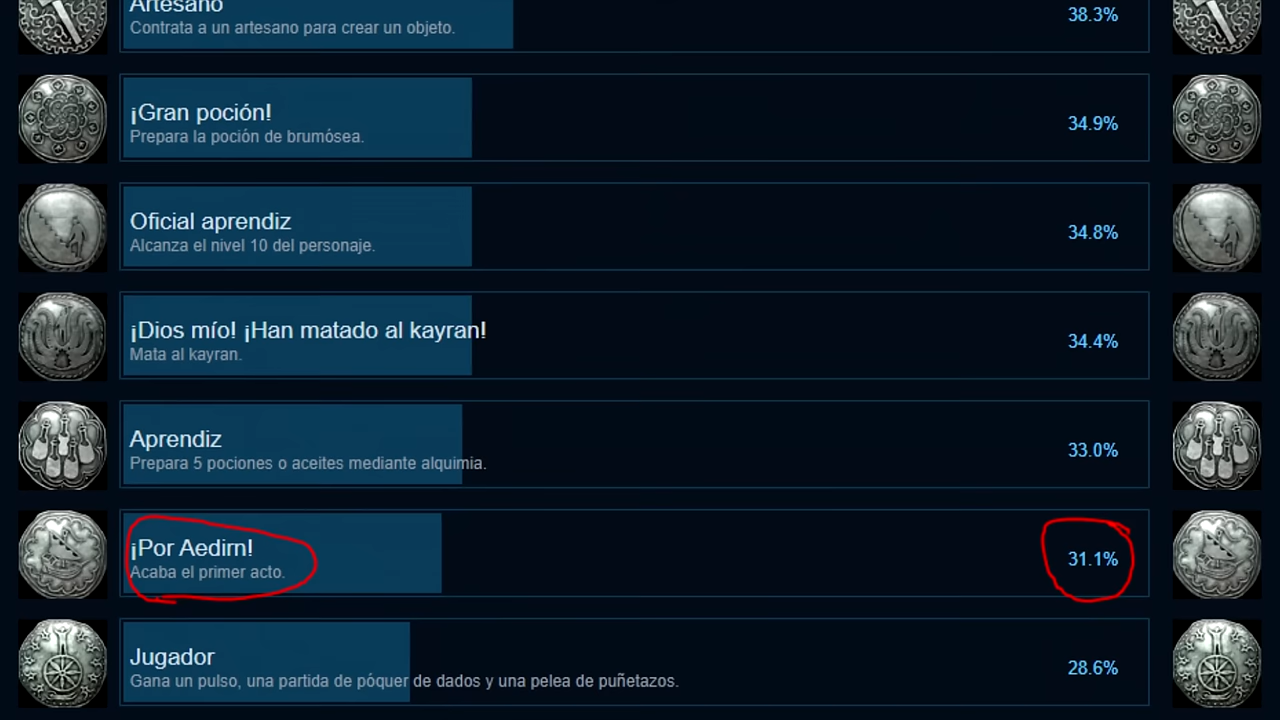 Artesano
Contrata a un artesano para crear un objeto.
38.3%
¡Gran poción!
Prepara la poción de brumósea.
34.9%
Oficial aprendiz
Alcanza el nivel 10 del personaje.
34.8%
¡Dios mío! ¡Han matado al kayran!
Mata al kayran.
34.4%
Aprendiz
Prepara 5 pociones o aceites mediante alquimia.
33.0%
¡Por Aedirn!
Acaba el primer acto.
31.1%
Jugador
Gana un pulso, una partida de póquer de dados y una pelea de puñetazos.
28.6%